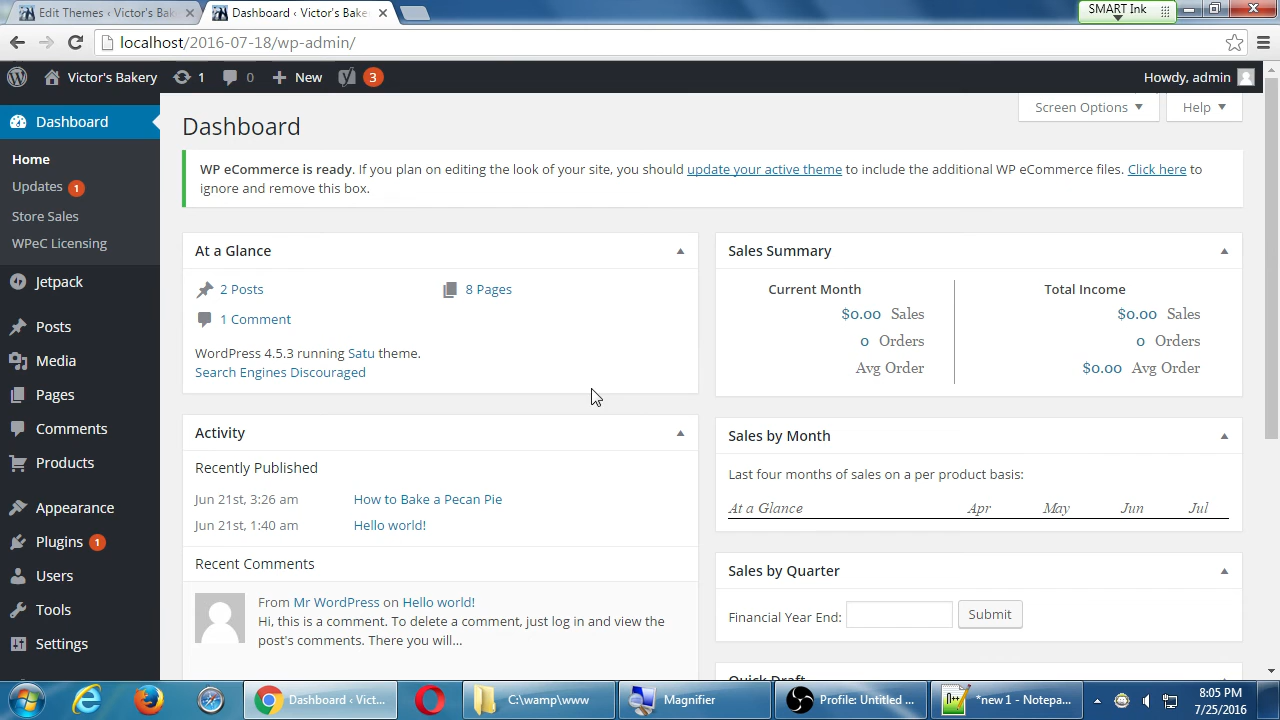 Edit Themes ‹ Victor's Bak
Dashboard ‹ Victor's Bake
SMART Ink
localhost/2016-07-18/wp-admin/
Victor's Bakery 1 0 New 3 Howdy, admin
Dashboard
Home
Updates 1
Store Sales
WPeC Licensing
Jetpack
Posts
Media
Pages
Comments
Products
Appearance
Plugins 1
Users
Tools
Settings
Screen Options
Help
Dashboard
WP eCommerce is ready. If you plan on editing the look of your site, you should update your active theme to include the additional WP eCommerce files. Click here to
ignore and remove this box.
At a Glance
2 Posts 8 Pages
1 Comment
WordPress 4.5.3 running Satu theme.
Search Engines Discouraged
Activity
Recently Published
Jun 21st, 3:26 am How to Bake a Pecan Pie
Jun 21st, 1:40 am Hello world!
Recent Comments
From Mr WordPress on Hello world!
Hi, this is a comment. To delete a comment, just log in and view the
post's comments. There you will...
Sales Summary
Current Month Total Income
$0.00 Sales $0.00 Sales
0 Orders 0 Orders
Avg Order $0.00 Avg Order
Sales by Month
Last four months of sales on a per product basis:
At a Glance Apr May Jun Jul
Sales by Quarter
Financial Year End: Submit
Quick Draft
Dashboard ‹ Vict...
C:\wamp\www
Magnifier
Profile: Untitled ...
*new 1 - Notepa...
8:05 PM
7/25/2016